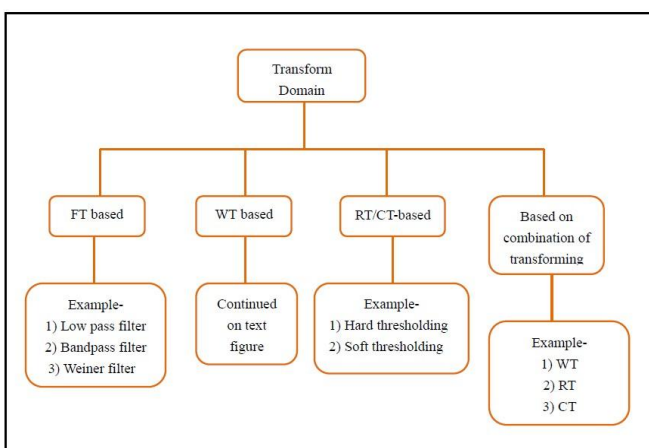 Transform
Domain
FT based
WT based
RT/CT-based
Based on
combination of
transforming
Example-
1) Low pass filter
2) Bandpass filter
3) Weiner filter
Continued
on text
figure
Example-
1) Hard thresholding
2) Soft thresholding
Example-
1) WT
2) RT
3) CT